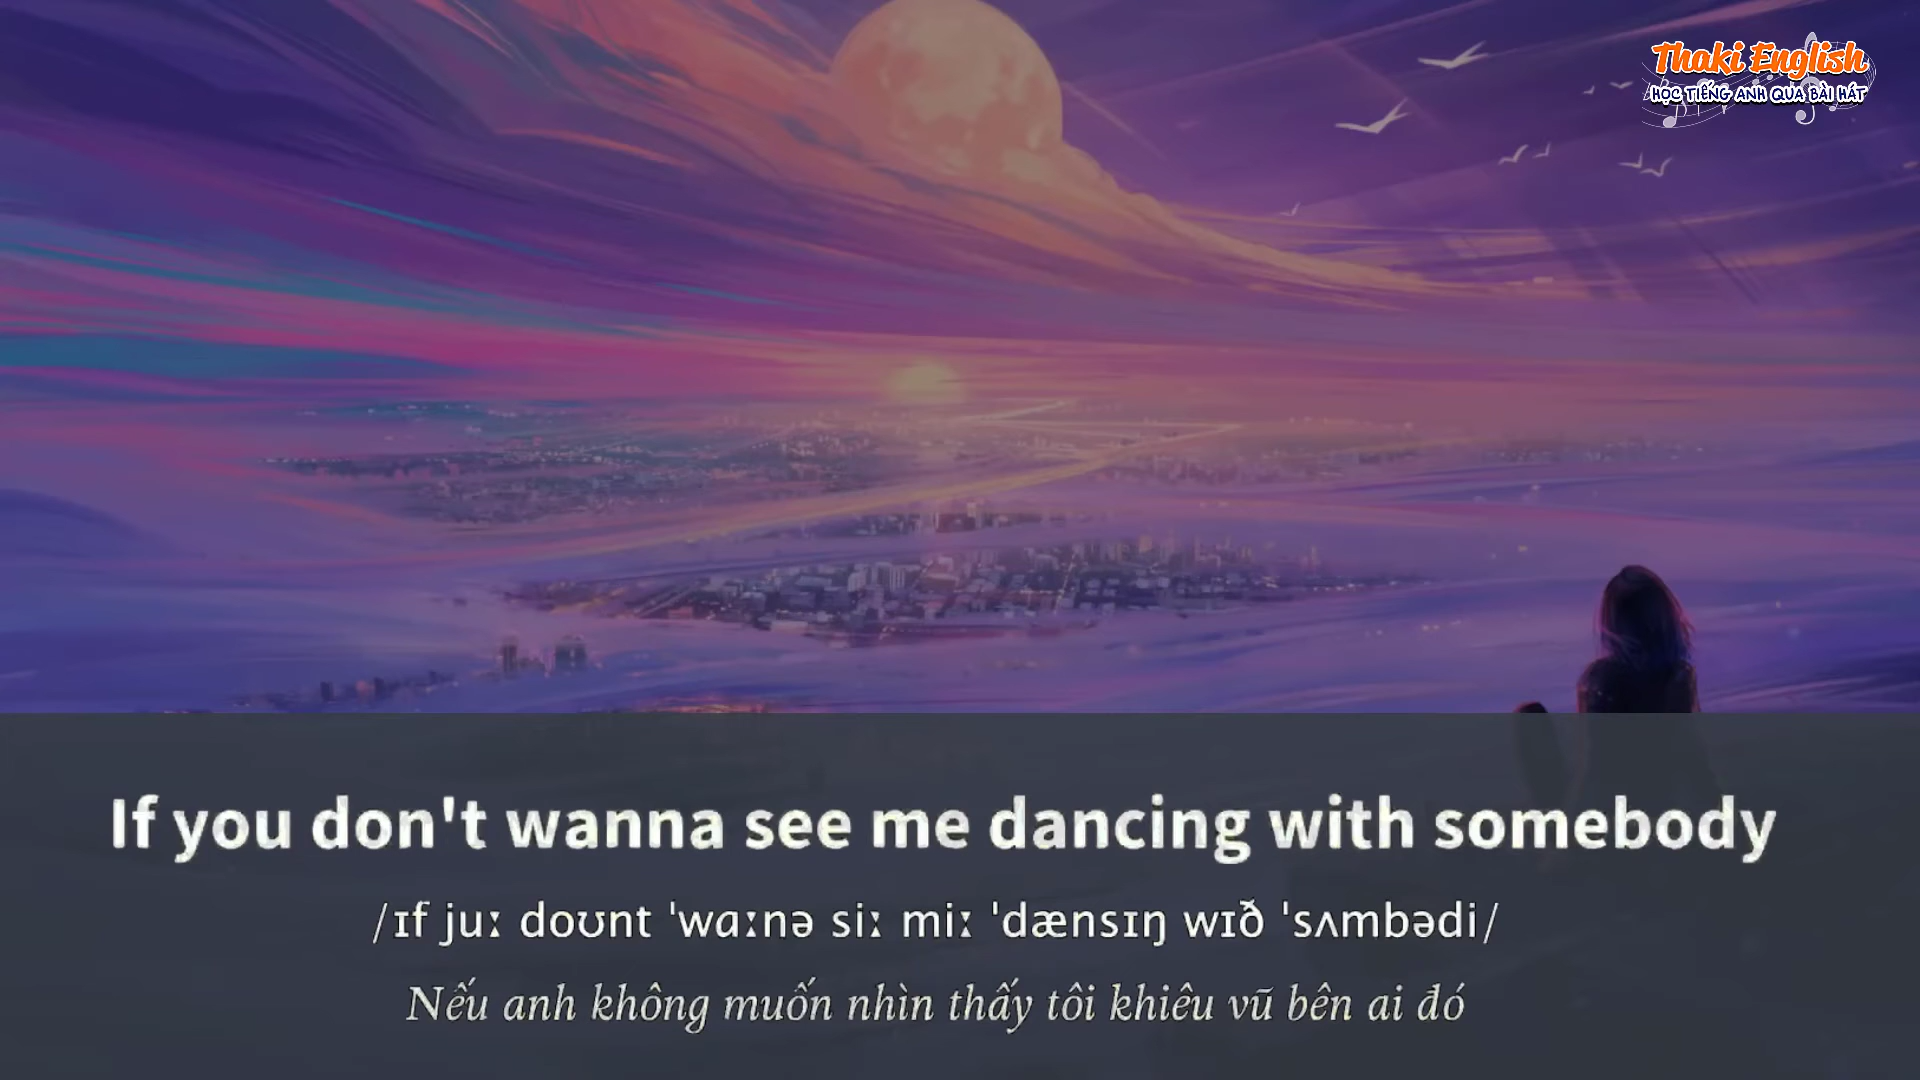 Thaki English
HỌC TIẾNG ANH QUA BÀI HÁT
If you don't wanna see me dancing with somebody
/ɪf juː doʊnt ˈwɑːnə siː miː ˈdænsɪŋ wɪð ˈsʌmbədi/
Nếu anh không muốn nhìn thấy tôi khiêu vũ bên ai đó